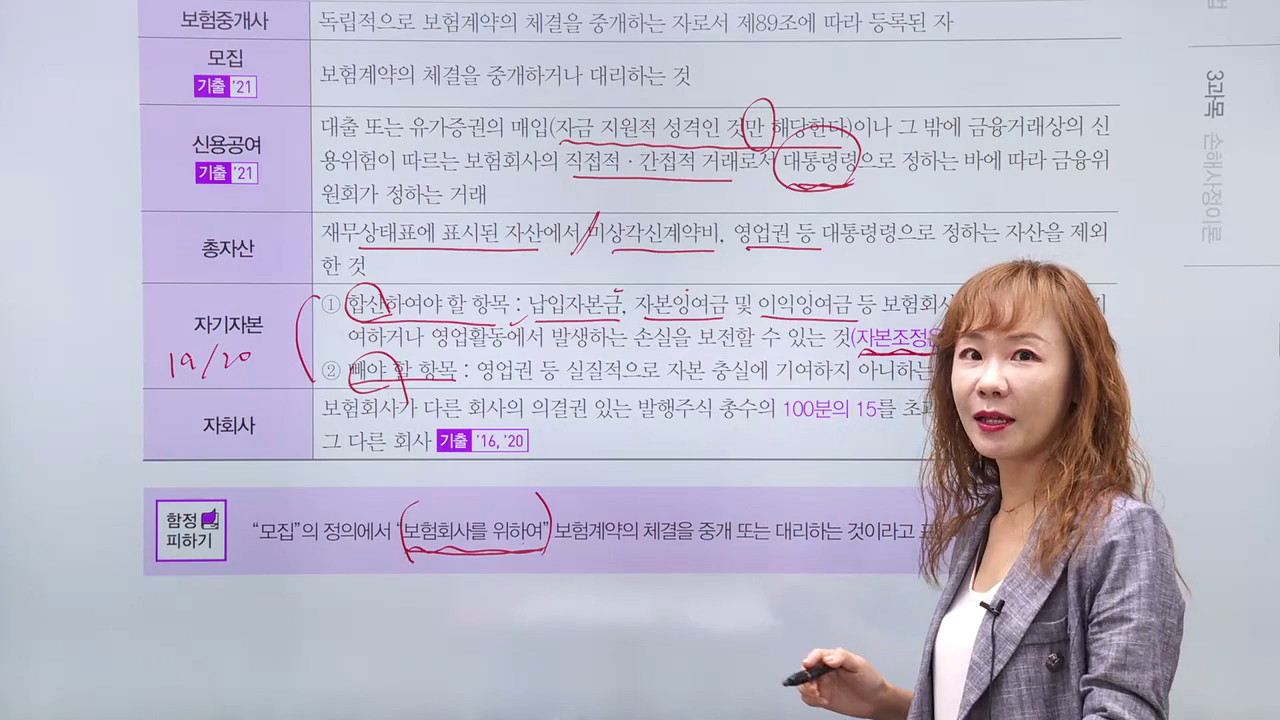 보험중개사 독립적으로 보험계약의 체결을 중개하는 자로서 제89조에 따라 등록된 자
모집
기출 '21
보험계약의 체결을 중개하거나 대리하는 것
신용공여
기출 '21
대출 또는 유가증권의 매입(자금 지원적 성격인 것만 해당한다)이나 그 밖에 금융거래상의 신
용위험이 따르는 보험회사의 직접적·간접적 거래로서 대통령령으로 정하는 바에 따라 금융위
원회가 정하는 거래
총자산
재무상태표에 표시된 자산에서 미상각신계약비, 영업권 등 대통령령으로 정하는 자산을 제외
한 것
자기자본
19/20
① 합산하여야 할 항목 : 납입자본금, 자본잉여금 및 이익잉여금 등 보험회사
여하거나 영업활동에서 발생하는 손실을 보전할 수 있는 것(자본조정은
② 빼야 할 항목 : 영업권 등 실질적으로 자본 충실에 기여하지 아니하는
자회사
보험회사가 다른 회사의 의결권 있는 발행주식 총수의 100분의 15를 초과
그 다른 회사 기출 '16, '20
함정
피하기
“모집”의 정의에서 “보험회사를 위하여” 보험계약의 체결을 중개 또는 대리하는 것이라고
3과목 손해사정이론